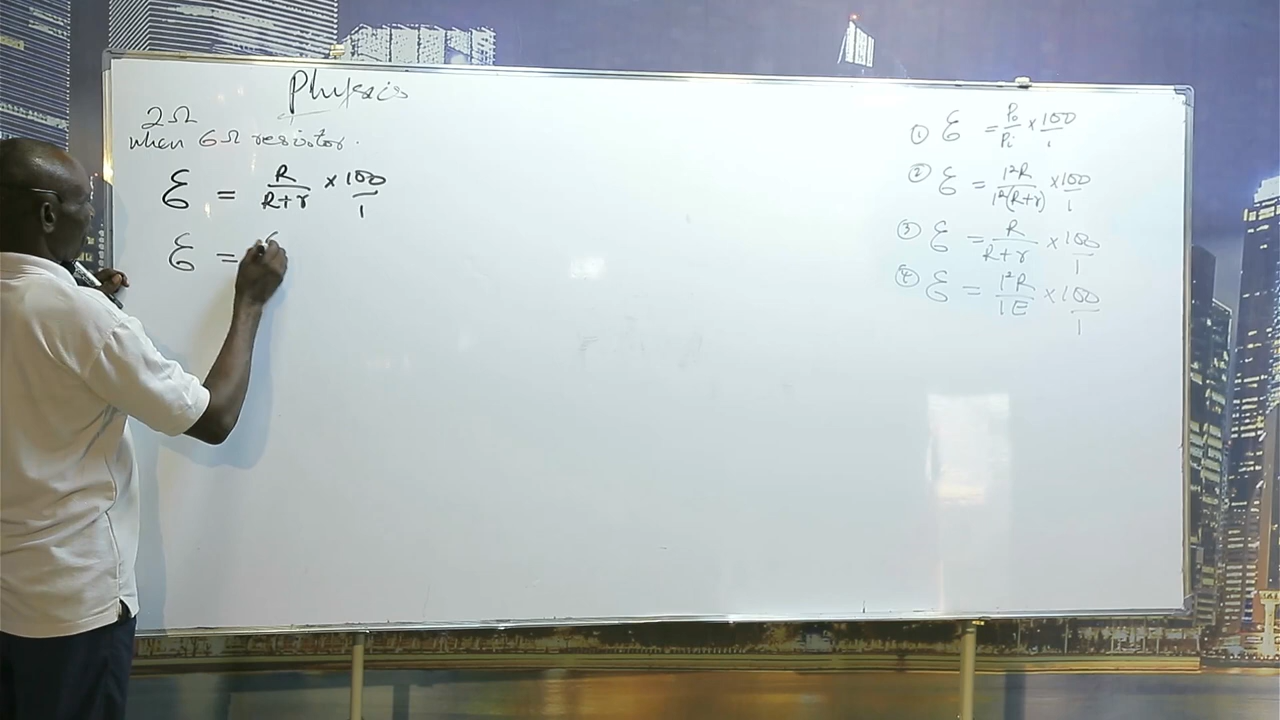 Physics
2Ω
when 6Ω resistor.
Ɛ = R/R+r × 100/1
Ɛ = 6
① Ɛ = Po/Pi × 100/1
② Ɛ = I²R/I²(R+r) × 100/1
③ Ɛ = R/R+r × 100/1
④ Ɛ = I²R/IE × 100/1